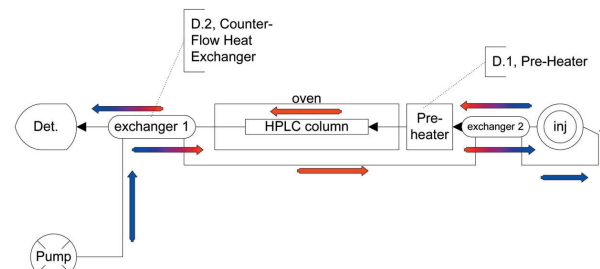 D.2, Counter-
Flow Heat
Exchanger
D.1, Pre-Heater
oven
Det.
exchanger 1
HPLC column
Pre-
heater
exchanger 2
inj
Pump